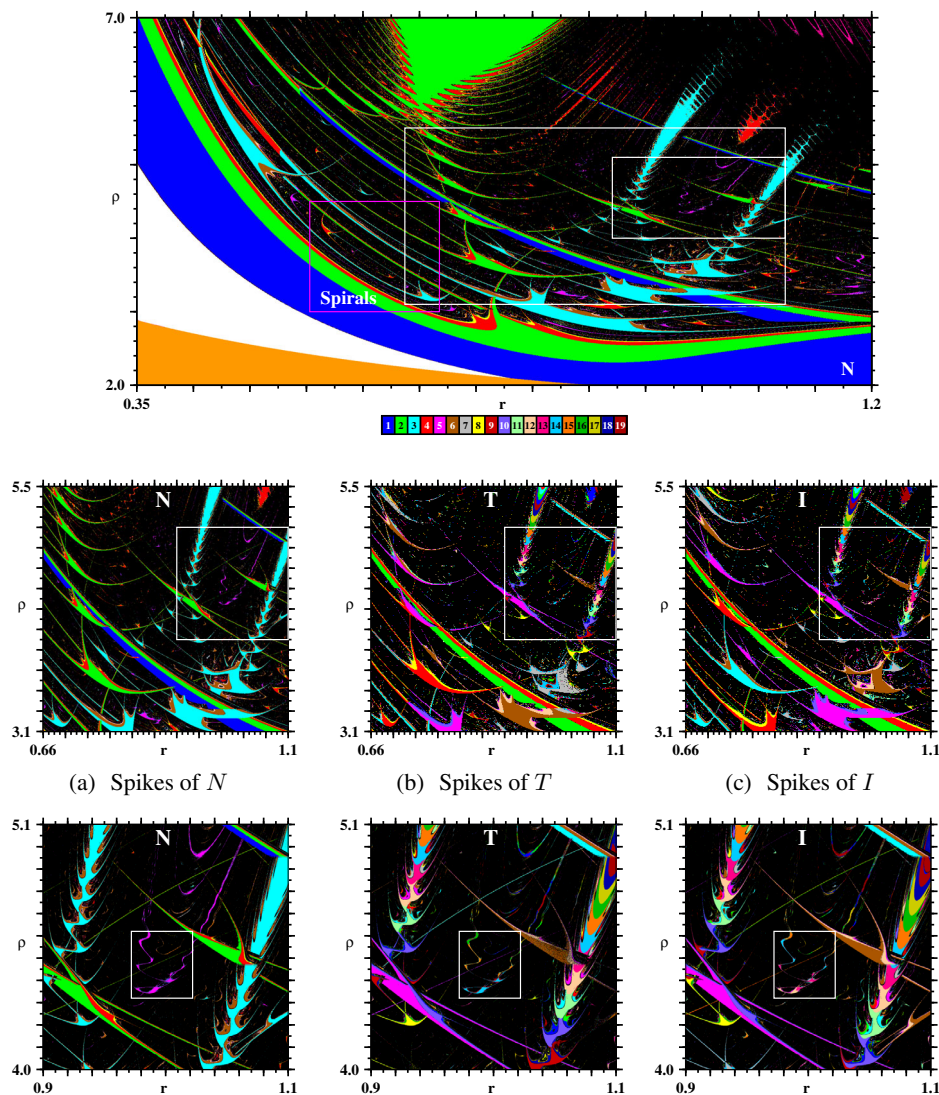 7.0
ρ
Spirals
N
2.0
0.35 r 1.2
1 2 3 4 5 6 7 8 9 10 11 12 13 14 15 16 17 18 19
5.5 N 5.5 T 5.5 I
ρ ρ ρ
3.1 3.1 3.1
0.66 r 1.1 0.66 r 1.1 0.66 r 1.1
(a) Spikes of N (b) Spikes of T (c) Spikes of I
5.1 N 5.1 T 5.1 I
ρ ρ ρ
4.0 4.0 4.0
0.9 r 1.1 0.9 r 1.1 0.9 r 1.1